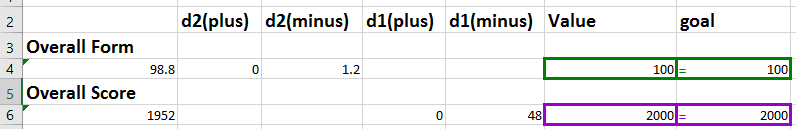 2 d2(plus) d2(minus) d1(plus) d1(minus) Value goal
3 Overall Form
4 98.8 0 1.2 100 = 100
5 Overall Score
6 1952 0 48 2000 = 2000